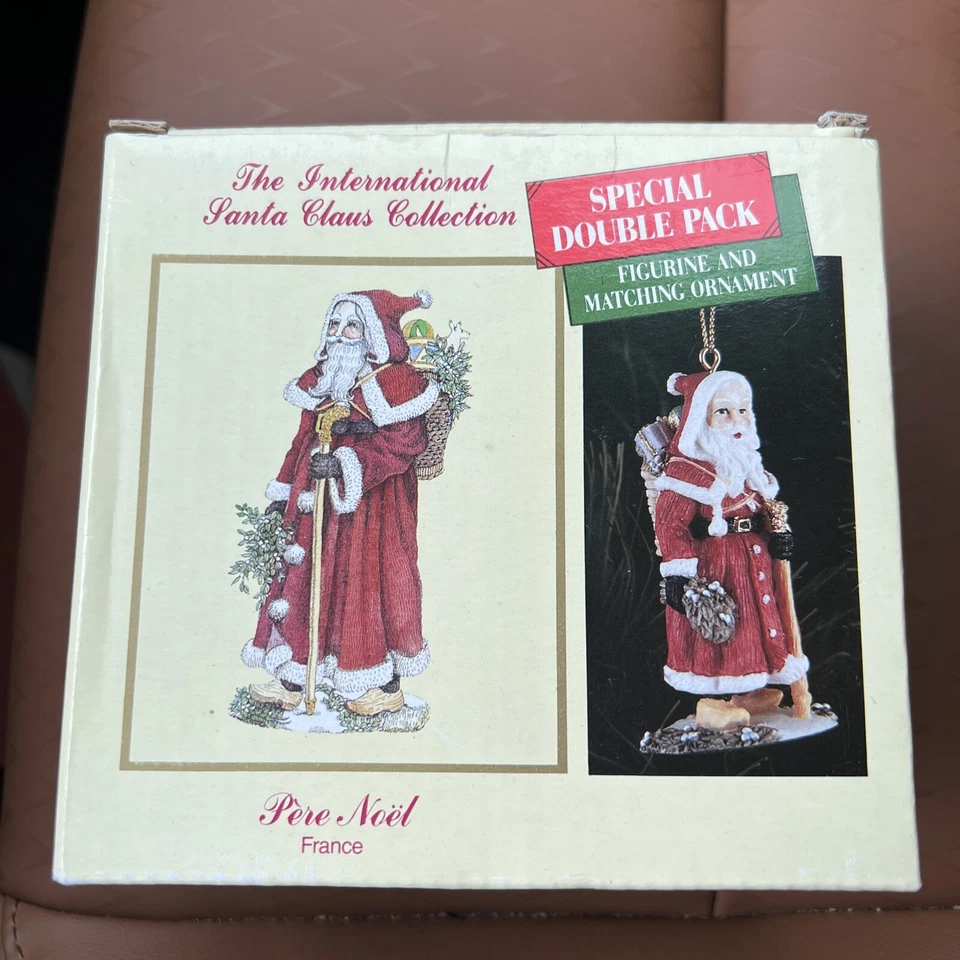 The International
Santa Claus Collection
SPECIAL
DOUBLE PACK
FIGURINE AND
MATCHING ORNAMENT
Père Noël
France